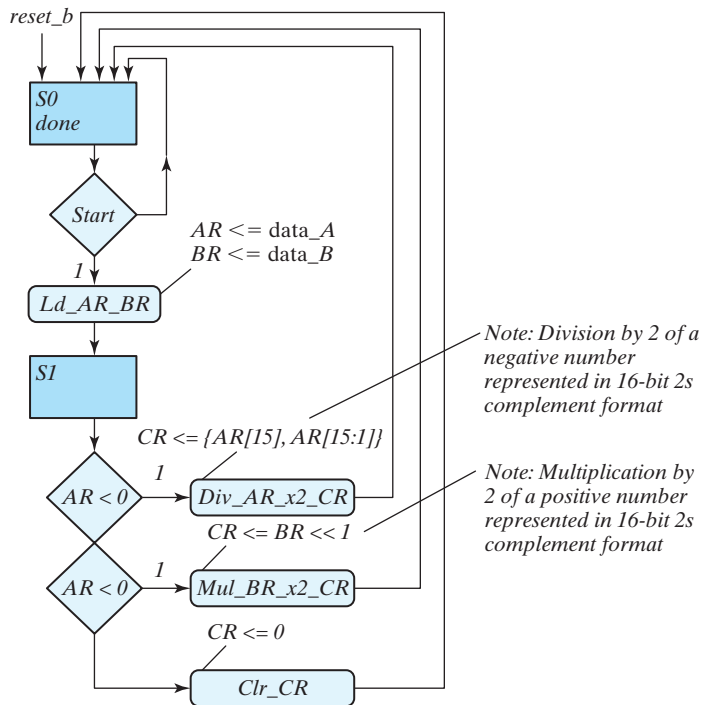 reset_b
S0
done
Start
AR <= data_A
BR <= data_B
1
Ld_AR_BR
S1
Note: Division by 2 of a
negative number
represented in 16-bit 2s
complement format
CR <= {AR[15], AR[15:1]}
AR < 0
1
Div_AR_x2_CR
Note: Multiplication by
2 of a positive number
represented in 16-bit 2s
complement format
CR <= BR << 1
AR < 0
1
Mul_BR_x2_CR
CR <= 0
Clr_CR